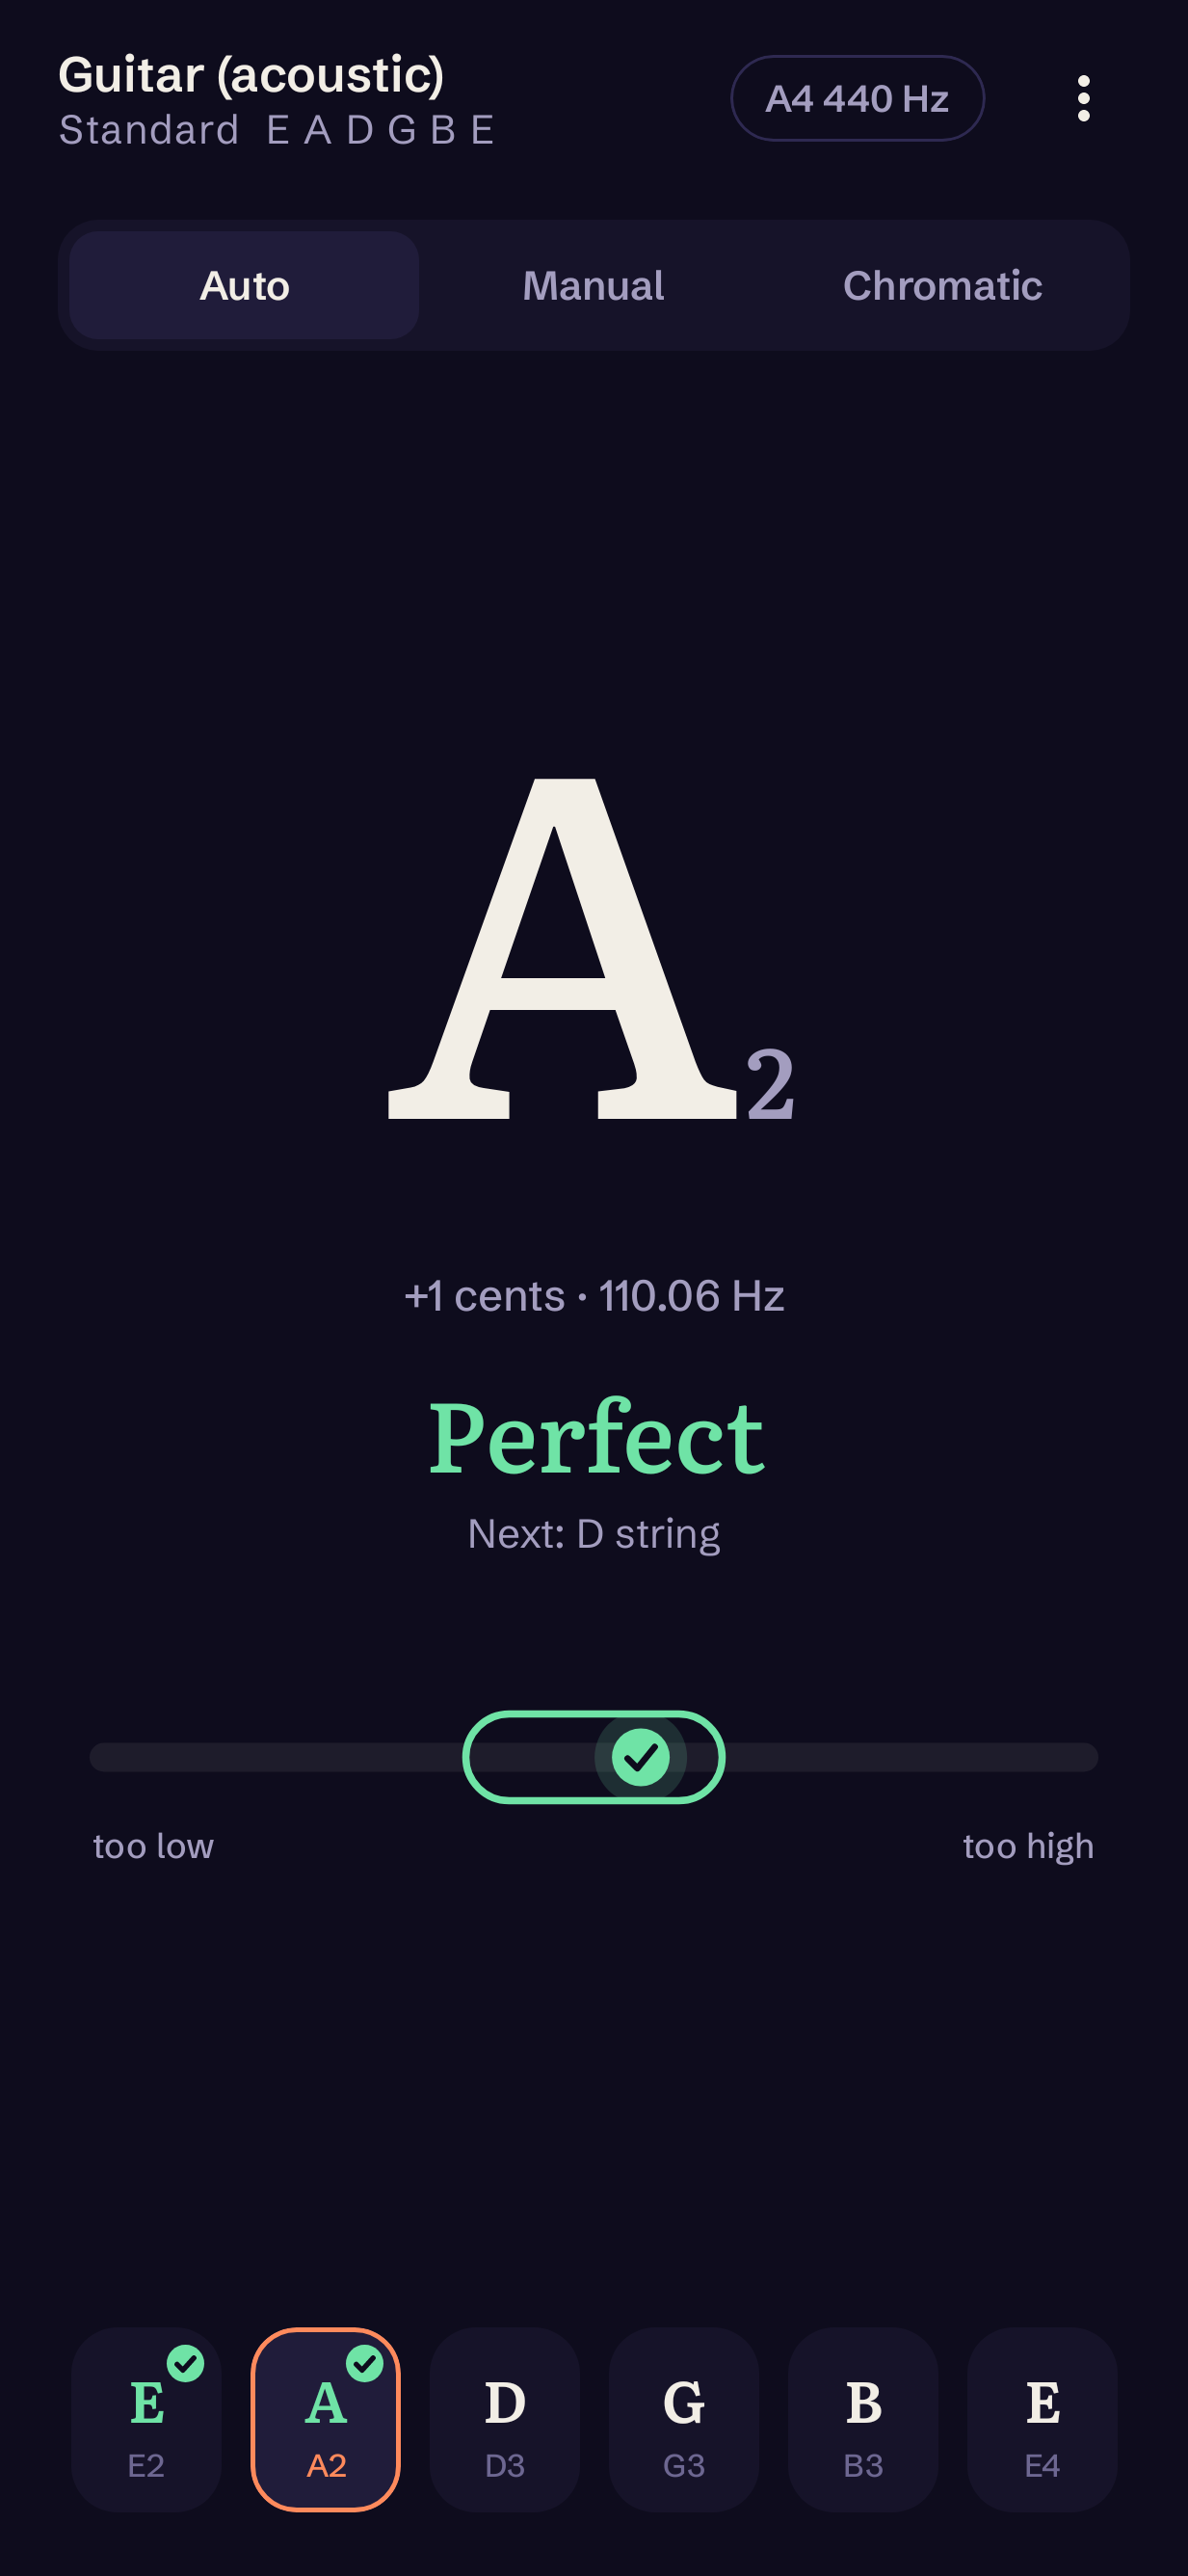 Guitar (acoustic)
Standard E A D G B E
A4 440 Hz
Auto Manual Chromatic
A2
+1 cents · 110.06 Hz
Perfect
Next: D string
too low too high
E A D G B E
E2 A2 D3 G3 B3 E4